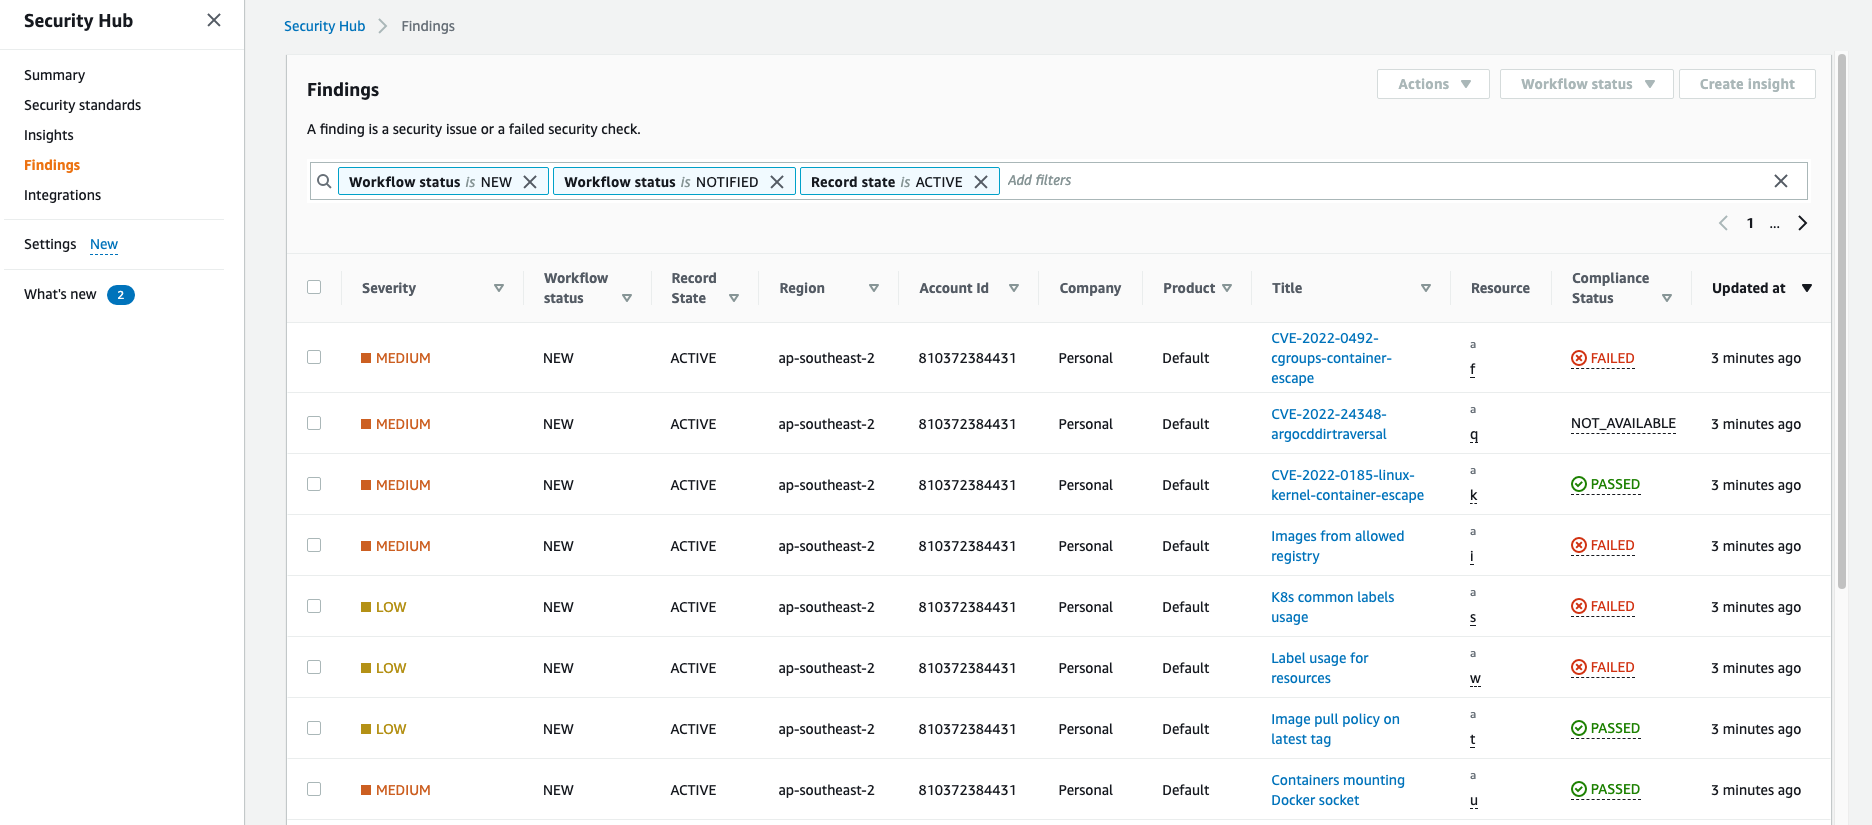 Security Hub
Summary
Security standards
Insights
Findings
Integrations
Settings New
What's new 2
Security Hub Findings
Findings
Actions Workflow status Create insight
A finding is a security issue or a failed security check.
Workflow status is NEW Workflow status is NOTIFIED Record state is ACTIVE Add filters
1 ...
Severity Workflow status Record State Region Account Id Company Product Title Resource Compliance Status Updated at
MEDIUM NEW ACTIVE ap-southeast-2 810372384431 Personal Default CVE-2022-0492-cgroups-container-escape a f FAILED 3 minutes ago
MEDIUM NEW ACTIVE ap-southeast-2 810372384431 Personal Default CVE-2022-24348-argocddirtraversal a q NOT_AVAILABLE 3 minutes ago
MEDIUM NEW ACTIVE ap-southeast-2 810372384431 Personal Default CVE-2022-0185-linux-kernel-container-escape a k PASSED 3 minutes ago
MEDIUM NEW ACTIVE ap-southeast-2 810372384431 Personal Default Images from allowed registry a i FAILED 3 minutes ago
LOW NEW ACTIVE ap-southeast-2 810372384431 Personal Default K8s common labels usage a s FAILED 3 minutes ago
LOW NEW ACTIVE ap-southeast-2 810372384431 Personal Default Label usage for resources a w FAILED 3 minutes ago
LOW NEW ACTIVE ap-southeast-2 810372384431 Personal Default Image pull policy on latest tag a t PASSED 3 minutes ago
MEDIUM NEW ACTIVE ap-southeast-2 810372384431 Personal Default Containers mounting Docker socket a u PASSED 3 minutes ago